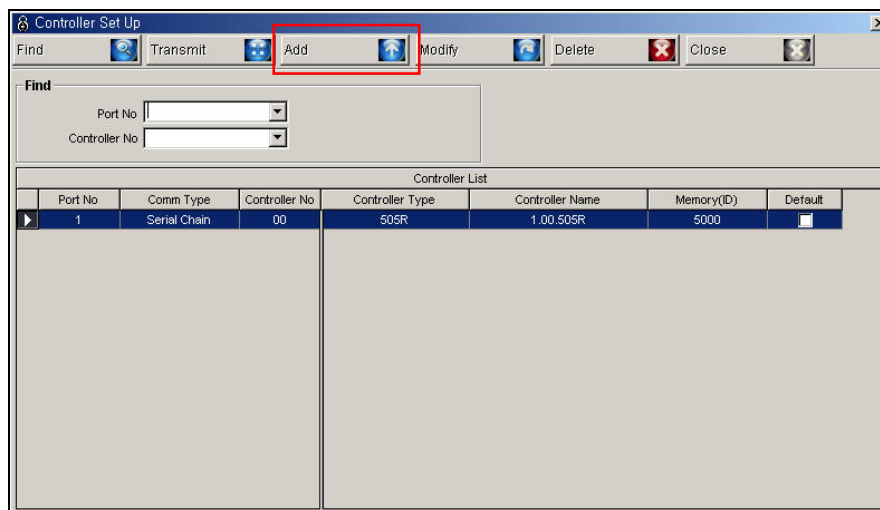 Controller Set Up
Find Transmit Add Modify Delete Close
Find
Port No
Controller No
Controller List
Port No Comm Type Controller No Controller Type Controller Name Memory(ID) Default
1 Serial Chain 00 505R 1.00.505R 5000